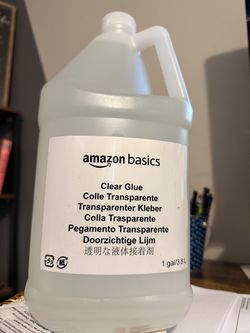 amazon basics
Clear Glue
Colle Transparente
Transparenter Kleber
Colla Trasparente
Pegamento Transparente
Doorzichtige Lijm
透明な液体接着剤
1 gal/3.8 L